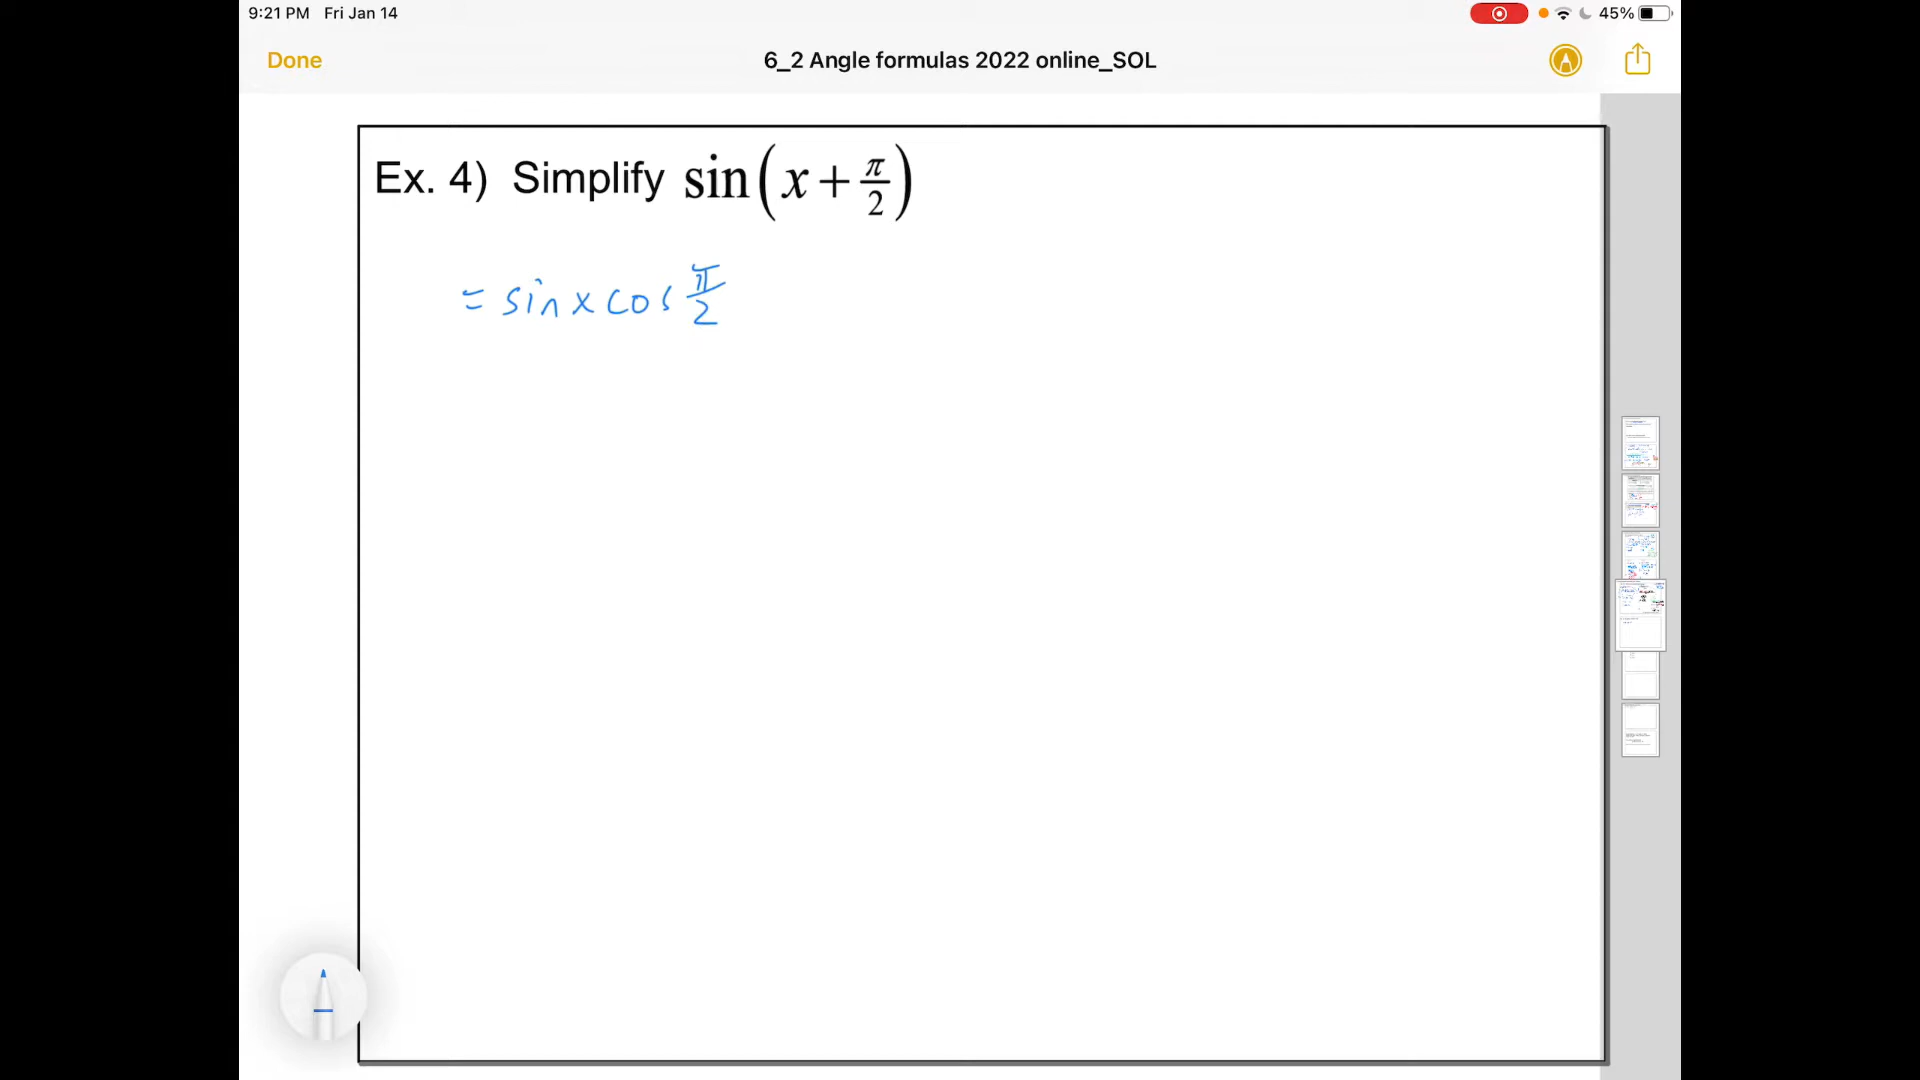 9:21 PM Fri Jan 14
45%
Done
6_2 Angle formulas 2022 online_SOL
Ex. 4) Simplify sin(x + π/2)
= sin x cos π/2